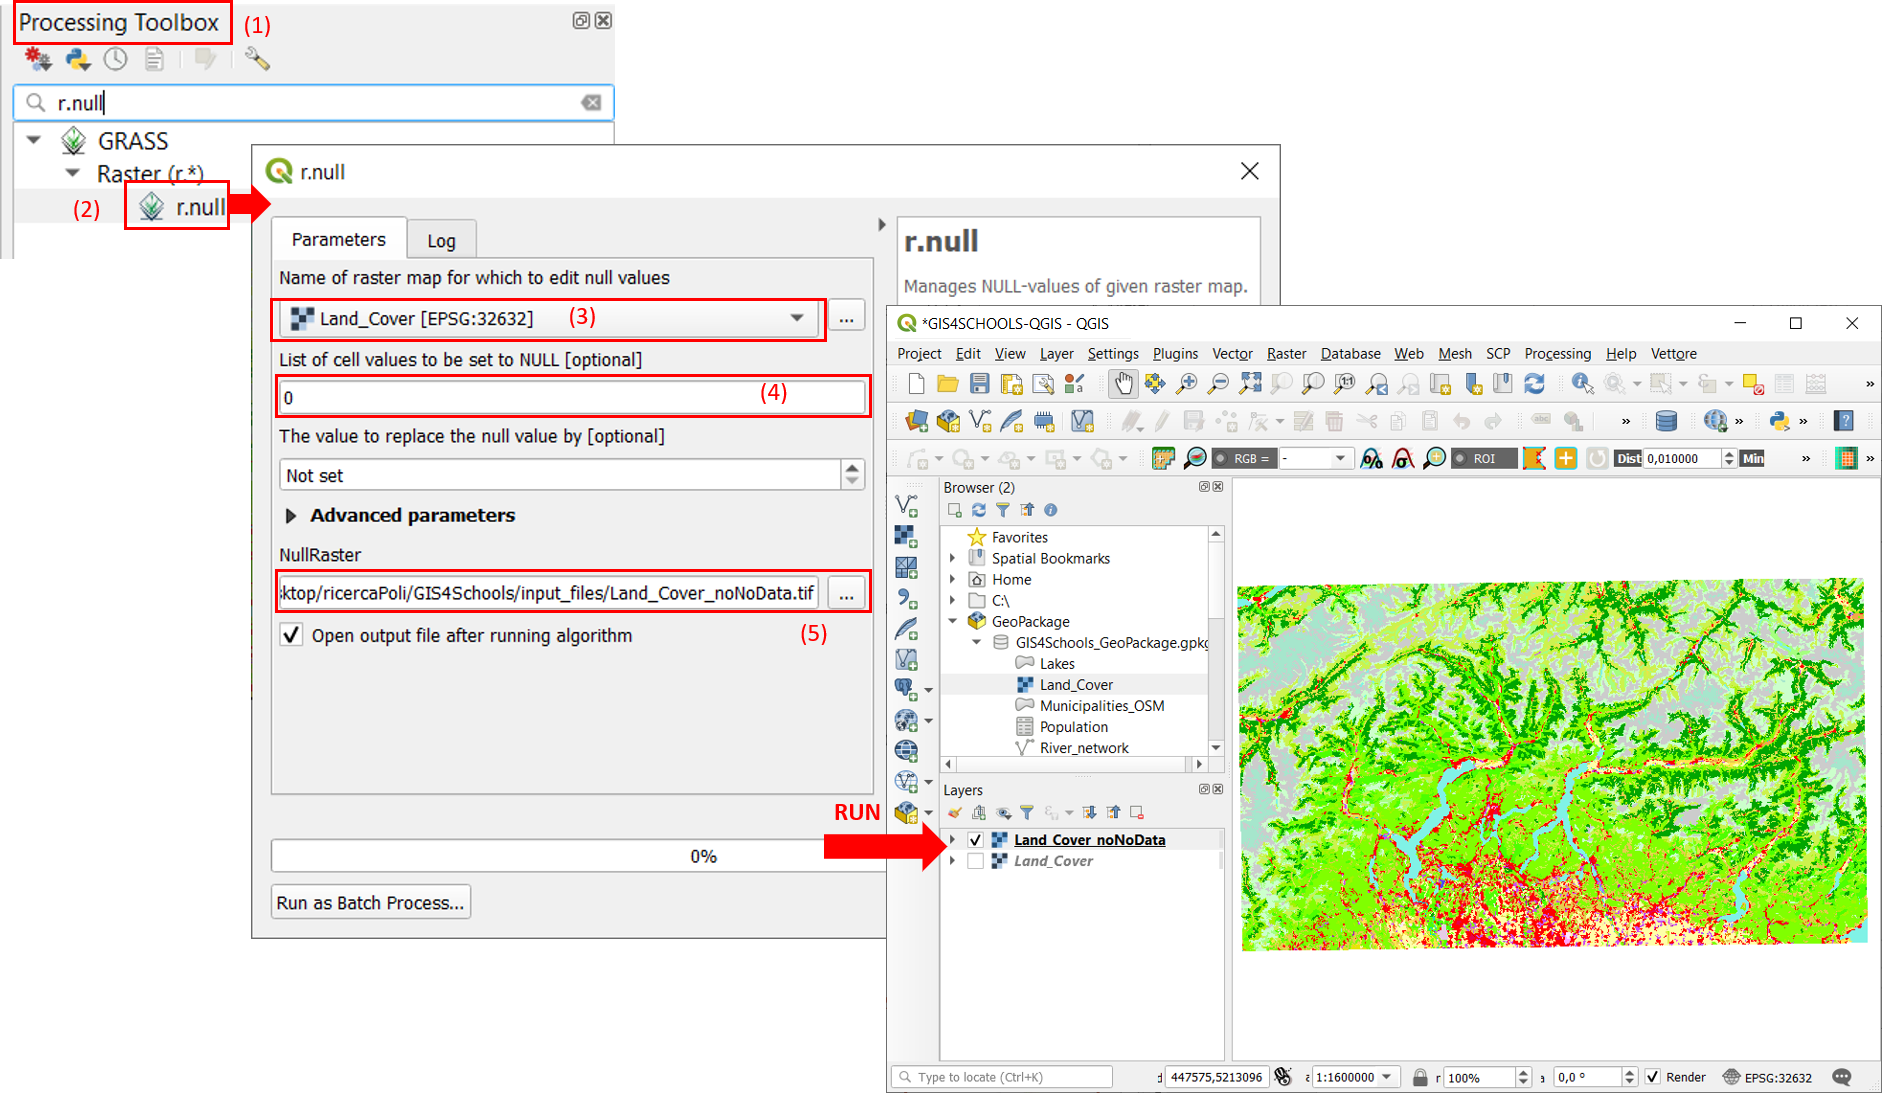 Processing Toolbox (1)
r.null
GRASS
Raster (r.*)
(2) r.null
r.null
Parameters
Log
Name of raster map for which to edit null values
Land_Cover [EPSG:32632] (3)
...
List of cell values to be set to NULL [optional]
0 (4)
The value to replace the null value by [optional]
Not set
Advanced parameters
NullRaster
ktop/ricercaPoli/GIS4Schools/input_files/Land_Cover_noNoData.tif
...
Open output file after running algorithm (5)
0%
Run as Batch Process...
r.null
Manages NULL-values of given raster map.
RUN
*GIS4SCHOOLS-QGIS - QGIS
Project Edit View Layer Settings Plugins Vector Raster Database Web Mesh SCP Processing Help Vettore
RGB = - ROI Dist 0,010000 Min
Browser (2)
Favorites
Spatial Bookmarks
Home
C:\
GeoPackage
GIS4Schools_GeoPackage.gpkg
Lakes
Land_Cover
Municipalities_OSM
Population
River_network
Layers
Land_Cover_noNoData
Land_Cover
Type to locate (Ctrl+K)
447575,5213096
1:1600000
r 100%
0,0 °
Render
EPSG:32632